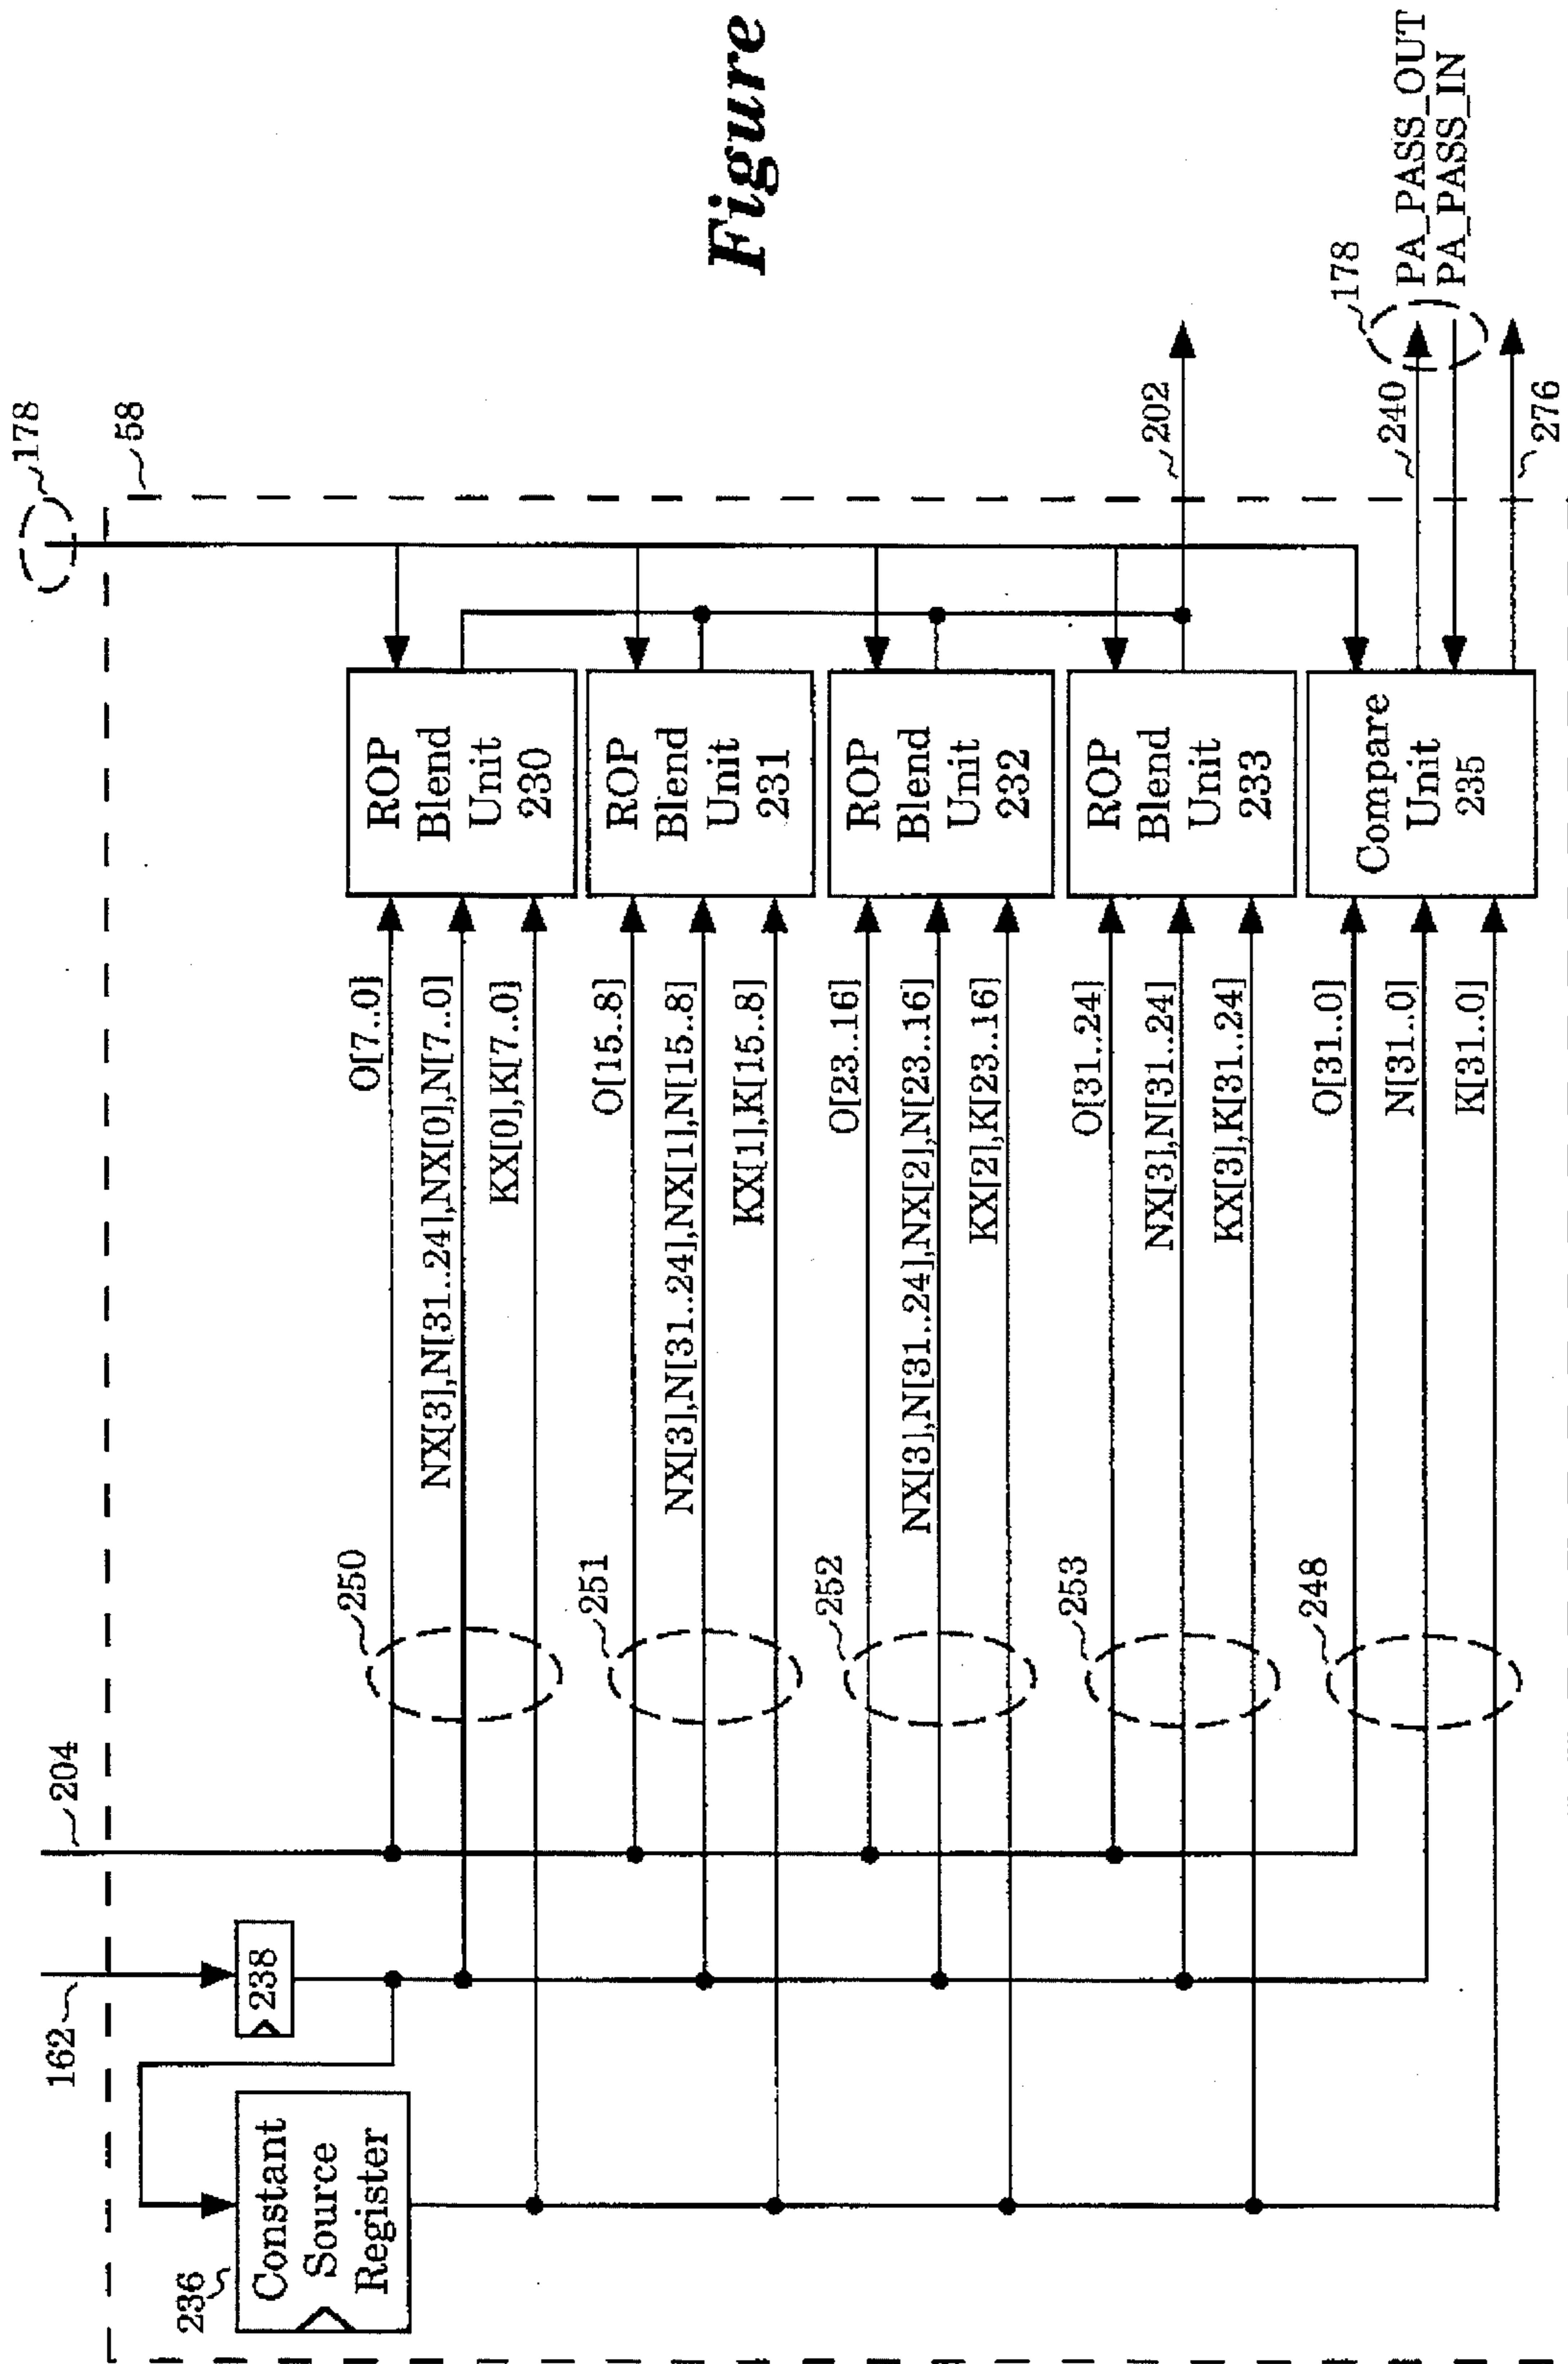 178
58
204
162
236
Constant
Source
Register
238
250
O[7..0]
NX[3],N[31..24],NX[0],N[7..0]
KX[0],K[7..0]
ROP
Blend
Unit
230
251
O[15..8]
NX[3],N[31..24],NX[1],N[15..8]
KX[1],K[15..8]
ROP
Blend
Unit
231
252
O[23..16]
NX[3],N[31..24],NX[2],N[23..16]
KX[2],K[23..16]
ROP
Blend
Unit
232
253
O[31..24]
NX[3],N[31..24]
KX[3],K[31..24]
ROP
Blend
Unit
233
202
248
O[31..0]
N[31..0]
K[31..0]
Compare
Unit
235
240
178
PA_PASS_OUT
PA_PASS_IN
276
Figure